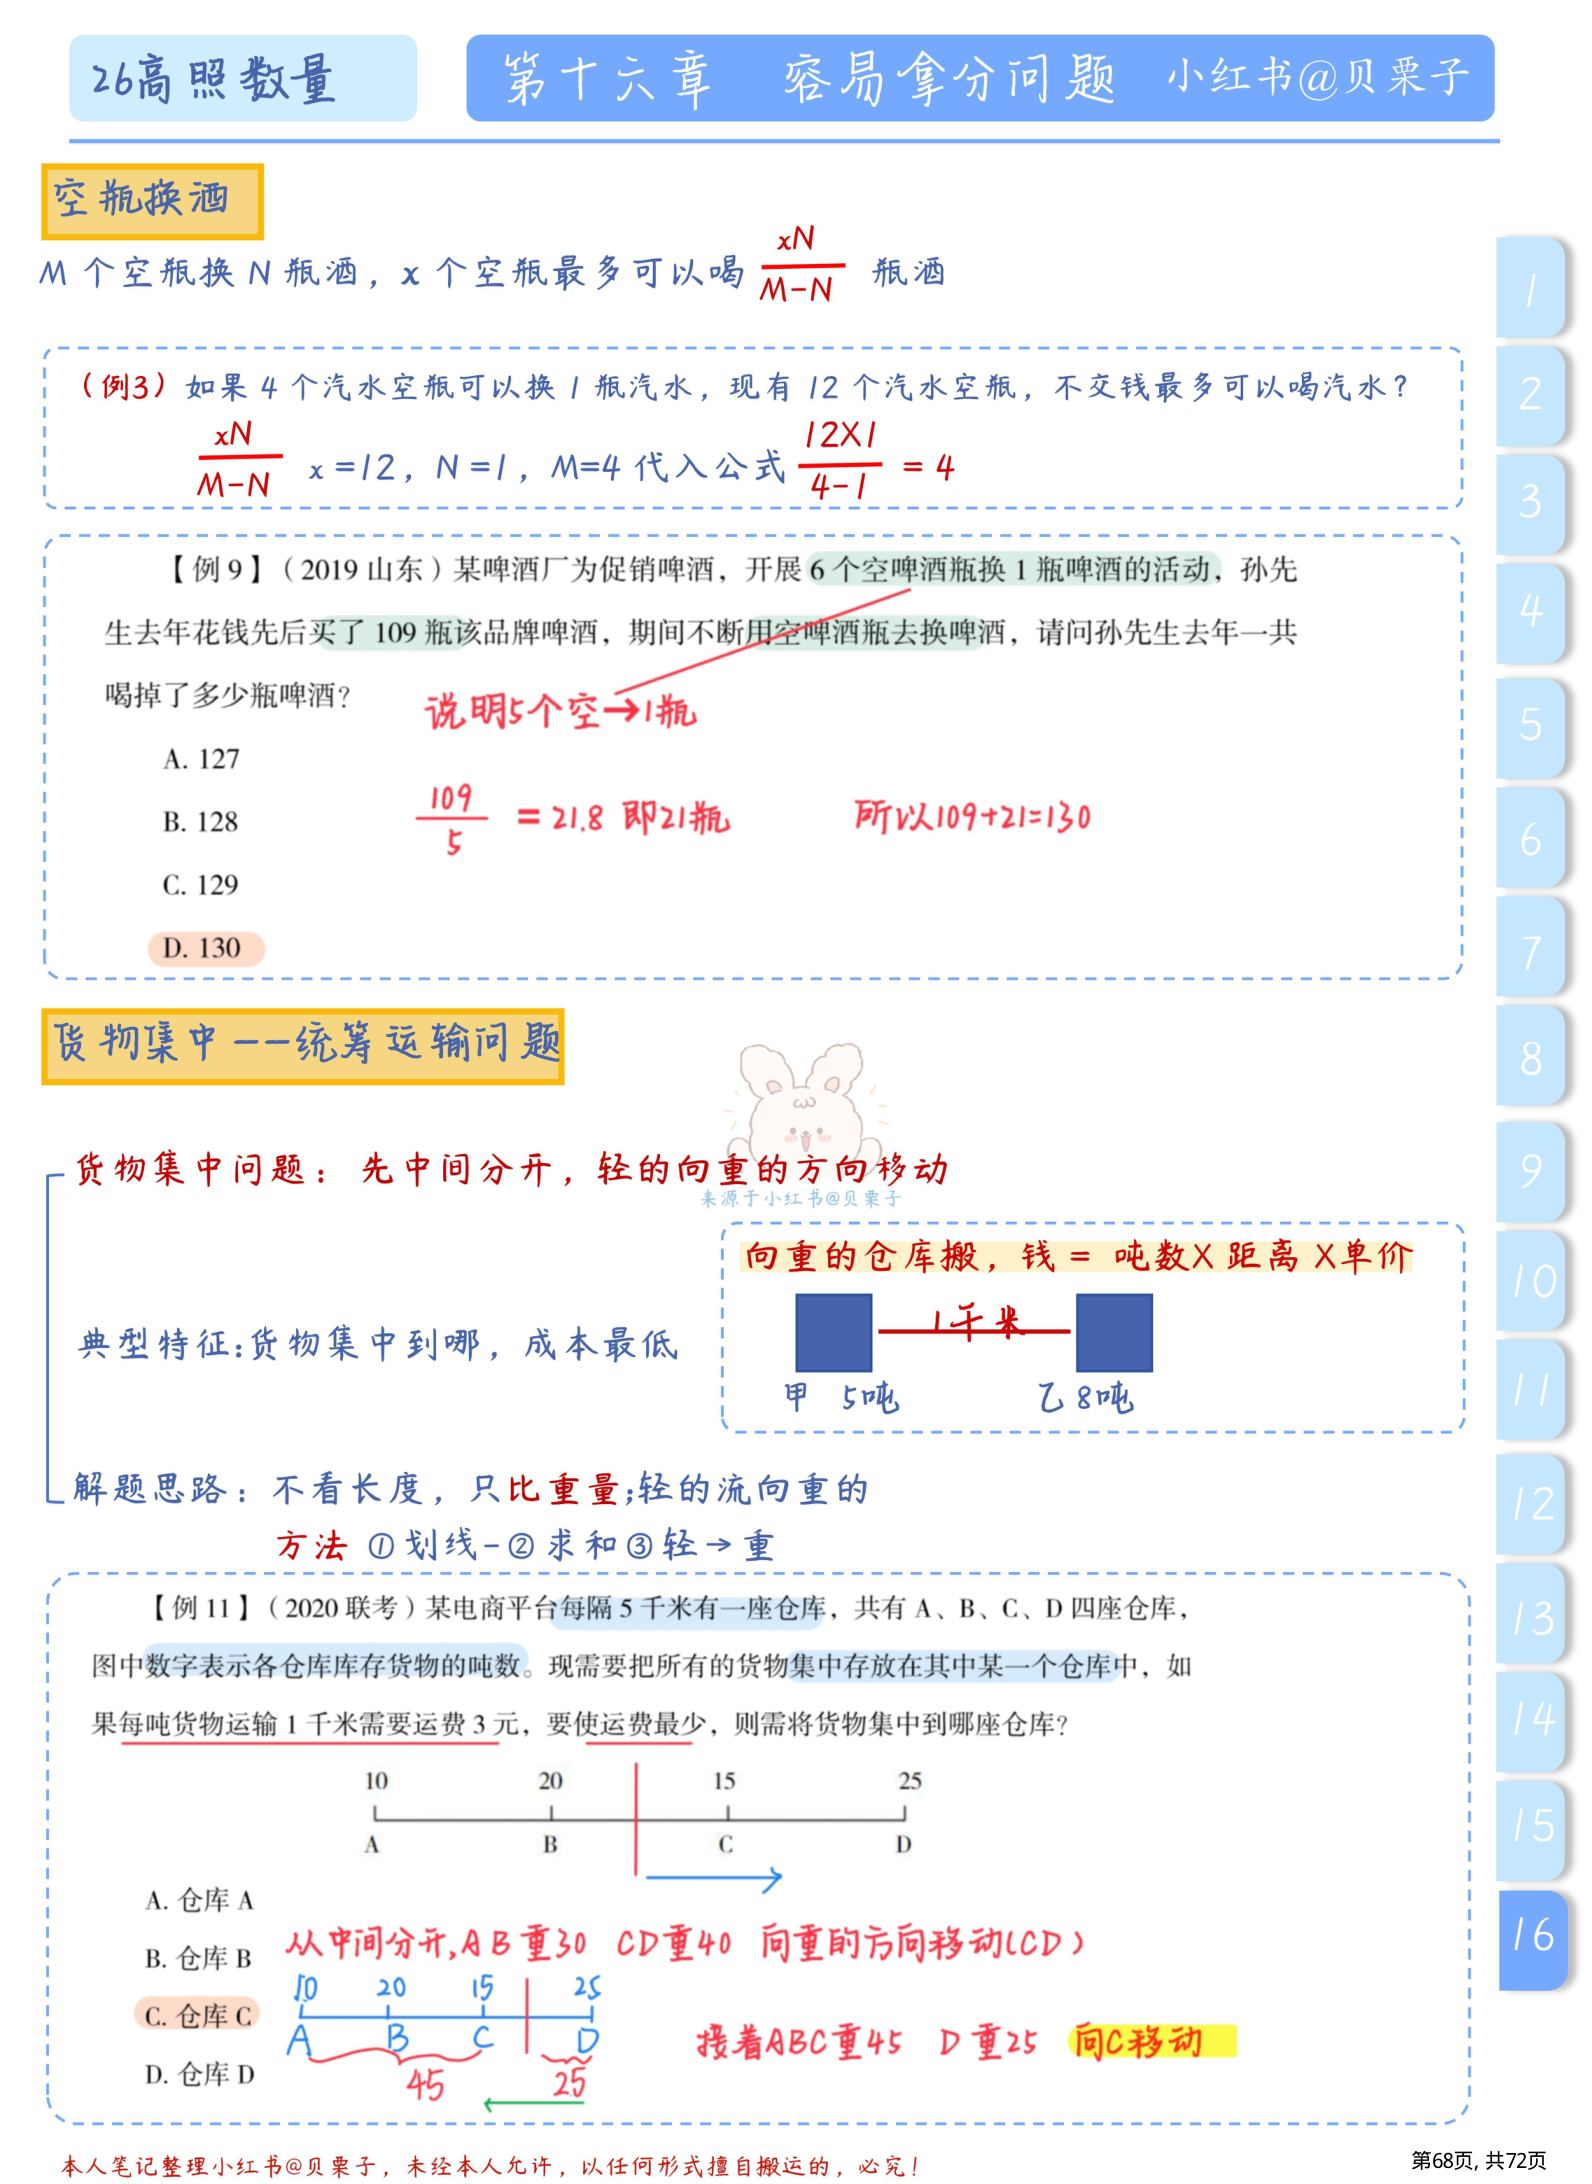 26高照数量
第十六章 容易拿分问题 小红书@贝栗子
空瓶换酒
M 个空瓶换 N 瓶酒，x 个空瓶最多可以喝 xN/M-N 瓶酒
（例3）如果 4 个汽水空瓶可以换 1 瓶汽水，现有 12 个汽水空瓶，不交钱最多可以喝汽水？
xN/M-N x =12，N =1，M=4 代入公式 12X1/4-1 = 4
【例 9】（2019 山东）某啤酒厂为促销啤酒，开展 6 个空啤酒瓶换 1 瓶啤酒的活动，孙先
生去年花钱先后买了 109 瓶该品牌啤酒，期间不断用空啤酒瓶去换啤酒，请问孙先生去年一共
喝掉了多少瓶啤酒？
说明5个空→1瓶
A. 127
109/5 = 21.8 即21瓶 所以109+21=130
B. 128
C. 129
D. 130
货物集中--统筹运输问题
货物集中问题： 先中间分开，轻的向重的方向移动
来源于小红书@贝栗子
向重的仓库搬，钱 = 吨数X 距离 X单价
1千米
典型特征:货物集中到哪，成本最低
甲 5吨 乙 8吨
解题思路： 不看长度，只比重量;轻的流向重的
方法 ①划线-② 求和③轻→重
【例 11】（2020 联考）某电商平台每隔 5 千米有一座仓库，共有 A、B、C、D 四座仓库，
图中数字表示各仓库库存货物的吨数。现需要把所有的货物集中存放在其中某一个仓库中，如
果每吨货物运输 1 千米需要运费 3 元，要使运费最少，则需将货物集中到哪座仓库？
10 20 15 25
A B C D
A. 仓库 A
从中间分开,AB重30 CD重40 向重的方向移动(CD)
B. 仓库 B
10 20 15 25
C. 仓库 C
A B C D
接着ABC重45 D重25 向C移动
D. 仓库 D
45 25
本人笔记整理小红书@贝栗子，未经本人允许，以任何形式擅自搬运的，必究！
第68页, 共72页
1
2
3
4
5
6
7
8
9
10
11
12
13
14
15
16